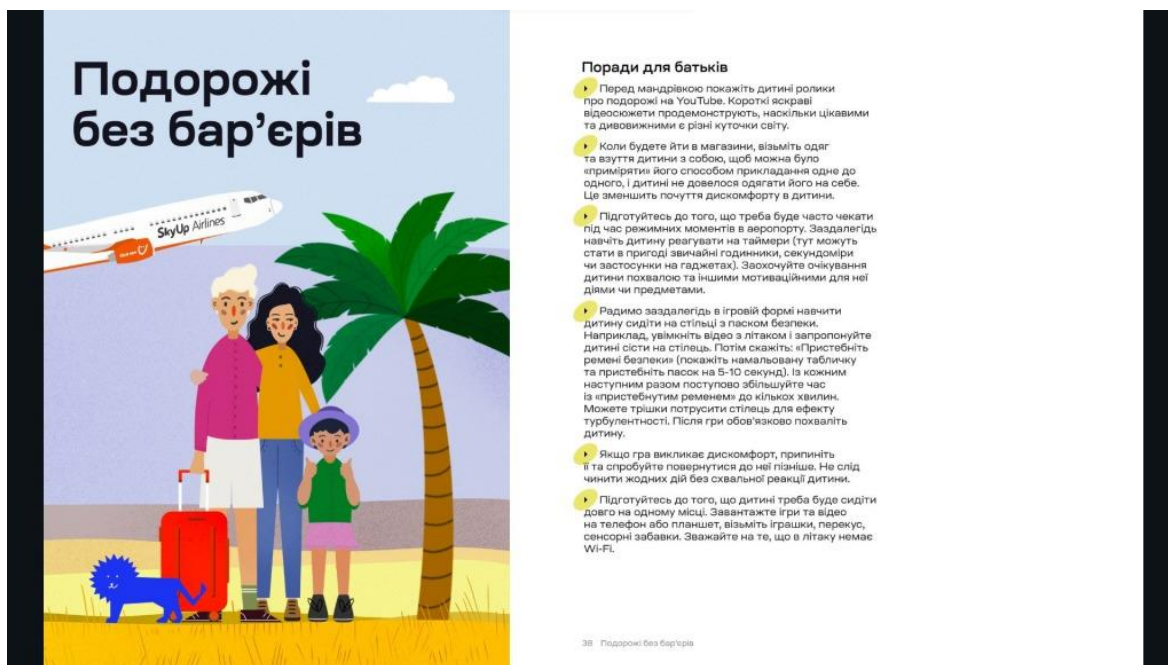 Подорожі
без бар’єрів
SkyUp Airlines
Поради для батьків
Перед мандрівкою покажіть дитині ролики
про подорожі на YouTube. Короткі яскраві
відеосюжети продемонструють, наскільки цікавими
та дивовижними є різні куточки світу.
Коли будете йти в магазини, візьміть одяг
та взуття дитини з собою, щоб можна було
«приміряти» його способом прикладання одне до
одного, і дитині не довелося одягати його на себе.
Це зменшить почуття дискомфорту в дитини.
Підготуйтесь до того, що треба буде часто чекати
під час режимних моментів в аеропорту. Заздалегідь
навчіть дитину реагувати на таймери (тут можуть
стати в пригоді звичайні годинники, секундоміри
чи застосунки на гаджетах). Заохочуйте очікування
дитини похвалою та іншими мотиваційними для неї
діями чи предметами.
Радимо заздалегідь в ігровій формі навчити
дитину сидіти на стільці з паском безпеки.
Наприклад, увімкніть відео з літаком і запропонуйте
дитині сісти на стілець. Потім скажіть: «Пристебніть
ремені безпеки» (покажіть намальовану табличку
та пристебніть пасок на 5-10 секунд). Із кожним
наступним разом поступово збільшуйте час
із «пристебнутим ременем» до кількох хвилин.
Можете трішки потрусити стілець для ефекту
турбулентності. Після гри обов’язково похваліть
дитину.
Якщо гра викликає дискомфорт, припиніть
її та спробуйте повернутися до неї пізніше. Не слід
чинити жодних дій без схвальної реакції дитини.
Підготуйтесь до того, що дитині треба буде сидіти
довго на одному місці. Завантажте ігри та відео
на телефон або планшет, візьміть іграшки, перекус,
сенсорні забавки. Зважайте на те, що в літаку немає
Wi-Fi.
38 Подорожі без бар’єрів